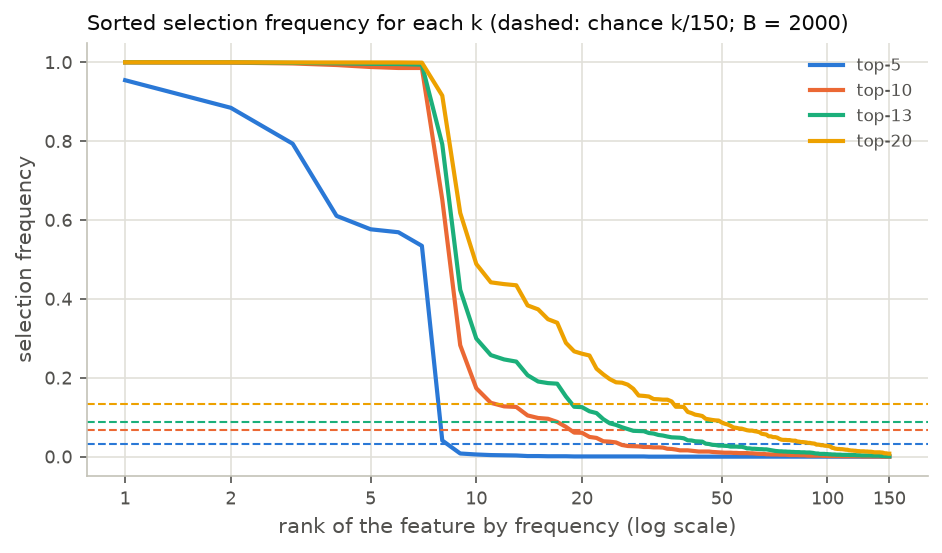 Sorted selection frequency for each k (dashed: chance k/150; B = 2000)
top-5
top-10
top-13
top-20
1.0
0.8
0.6
0.4
0.2
0.0
selection frequency
1 2 5 10 20 50 100 150
rank of the feature by frequency (log scale)